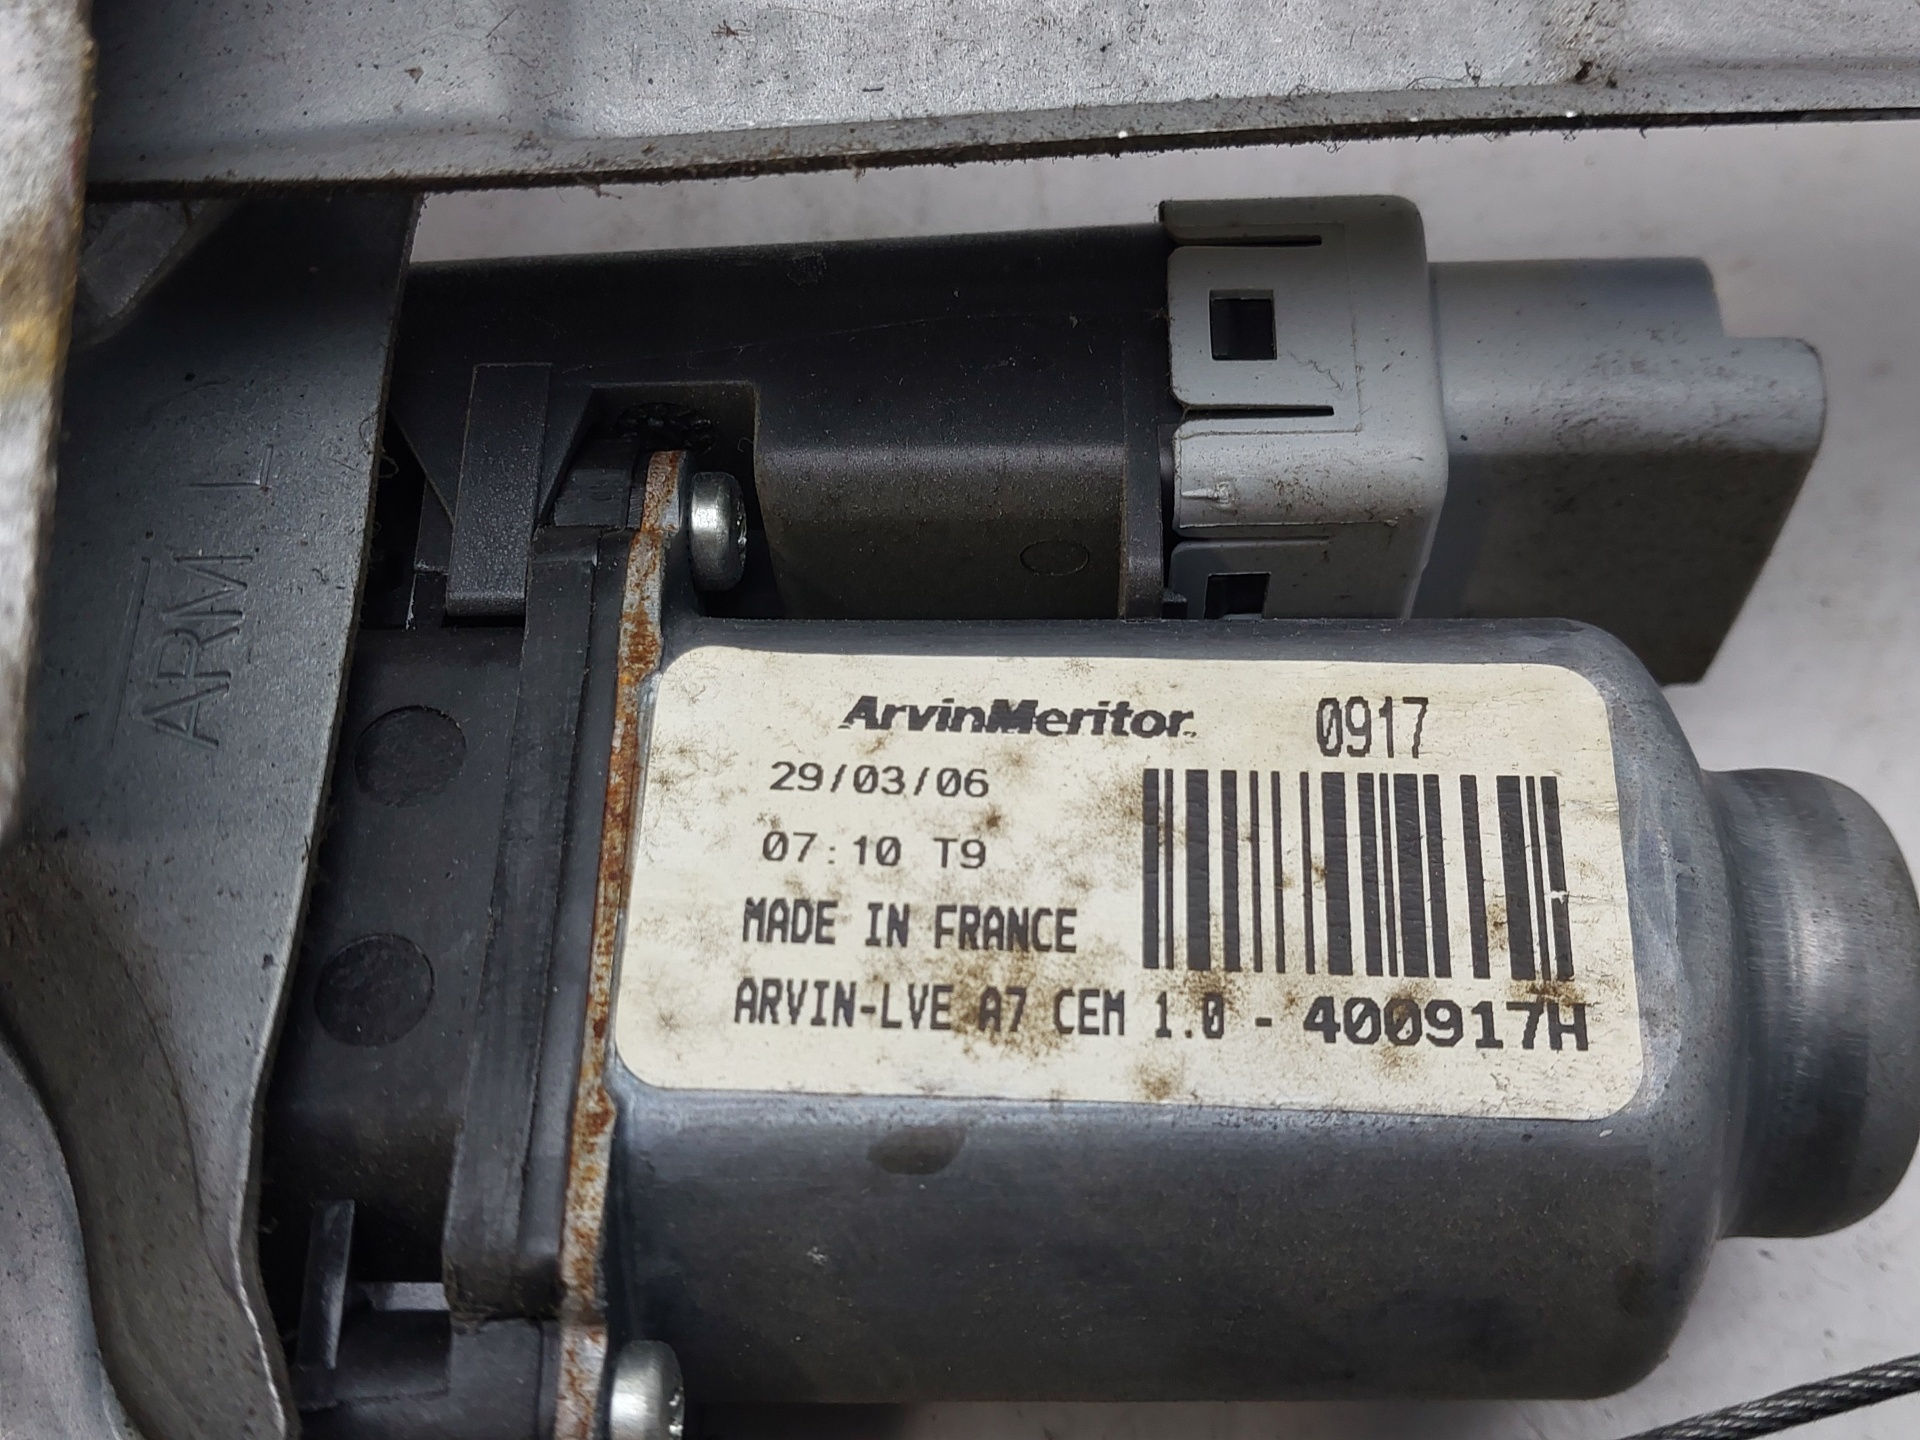 ARM L
ArvinMeritor 0917
29/03/06
07:10 T9
MADE IN FRANCE
ARVIN-LVE A7 CEM 1.0 - 400917H